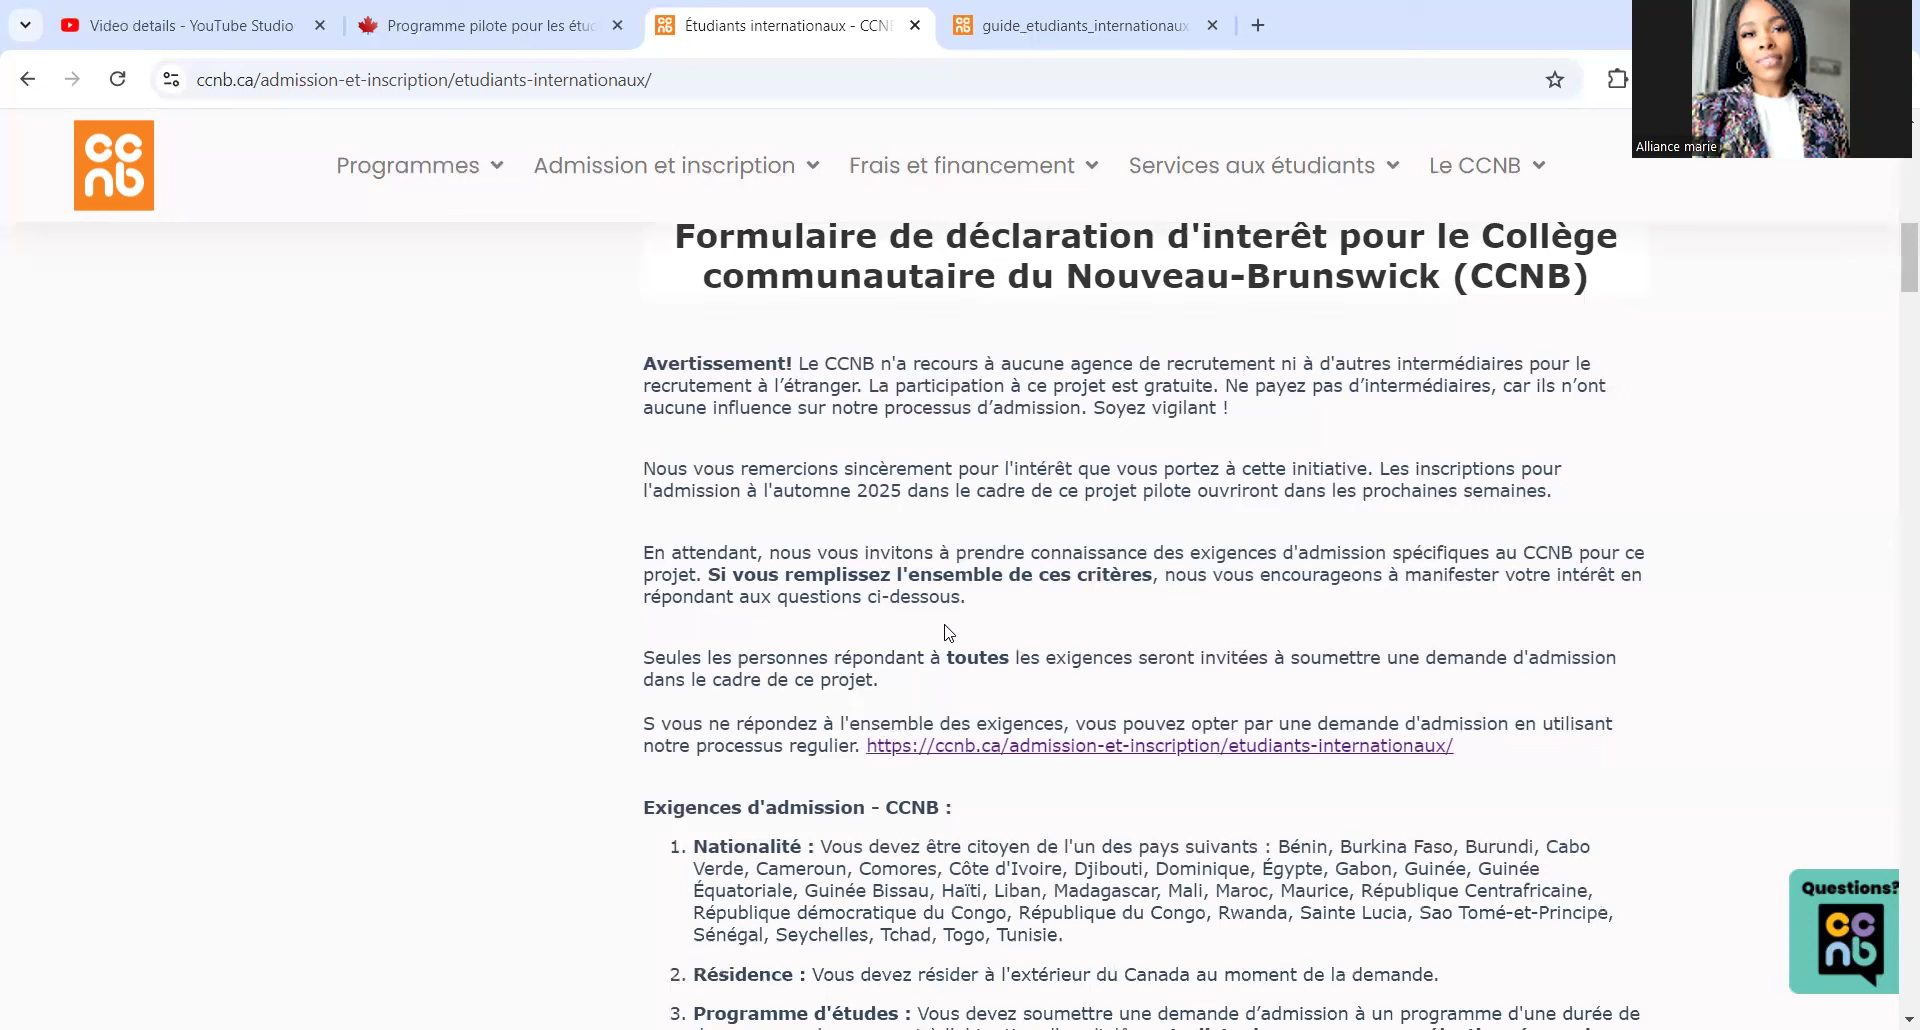 Video details - YouTube Studio
Programme pilote pour les étu
Étudiants internationaux - CCN
guide_etudiants_internationaux
ccnb.ca/admission-et-inscription/etudiants-internationaux/
Alliance marie
cc
nb
Programmes
Admission et inscription
Frais et financement
Services aux étudiants
Le CCNB
Formulaire de déclaration d'interêt pour le Collège
communautaire du Nouveau-Brunswick (CCNB)
Avertissement! Le CCNB n'a recours à aucune agence de recrutement ni à d'autres intermédiaires pour le
recrutement à l’étranger. La participation à ce projet est gratuite. Ne payez pas d’intermédiaires, car ils n’ont
aucune influence sur notre processus d’admission. Soyez vigilant !
Nous vous remercions sincèrement pour l'intérêt que vous portez à cette initiative. Les inscriptions pour
l'admission à l'automne 2025 dans le cadre de ce projet pilote ouvriront dans les prochaines semaines.
En attendant, nous vous invitons à prendre connaissance des exigences d'admission spécifiques au CCNB pour ce
projet. Si vous remplissez l'ensemble de ces critères, nous vous encourageons à manifester votre intérêt en
répondant aux questions ci-dessous.
Seules les personnes répondant à toutes les exigences seront invitées à soumettre une demande d'admission
dans le cadre de ce projet.
S vous ne répondez à l'ensemble des exigences, vous pouvez opter par une demande d'admission en utilisant
notre processus regulier. https://ccnb.ca/admission-et-inscription/etudiants-internationaux/
Exigences d'admission - CCNB :
1. Nationalité : Vous devez être citoyen de l'un des pays suivants : Bénin, Burkina Faso, Burundi, Cabo
Verde, Cameroun, Comores, Côte d'Ivoire, Djibouti, Dominique, Égypte, Gabon, Guinée, Guinée
Équatoriale, Guinée Bissau, Haïti, Liban, Madagascar, Mali, Maroc, Maurice, République Centrafricaine,
République démocratique du Congo, République du Congo, Rwanda, Sainte Lucia, Sao Tomé-et-Principe,
Sénégal, Seychelles, Tchad, Togo, Tunisie.
2. Résidence : Vous devez résider à l'extérieur du Canada au moment de la demande.
3. Programme d'études : Vous devez soumettre une demande d’admission à un programme d'une durée de
Questions?
cc
nb